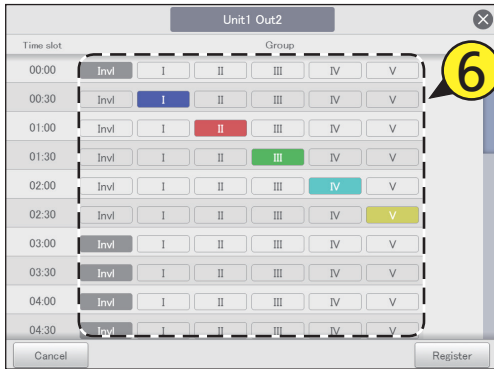 Unit1 Out2
Time slot Group
00:00 Invl I II III IV V
00:30 Invl I II III IV V
01:00 Invl I II III IV V
01:30 Invl I II III IV V
02:00 Invl I II III IV V
02:30 Invl I II III IV V
03:00 Invl I II III IV V
03:30 Invl I II III IV V
04:00 Invl I II III IV V
04:30 Invl I II III IV V
6
Cancel Register